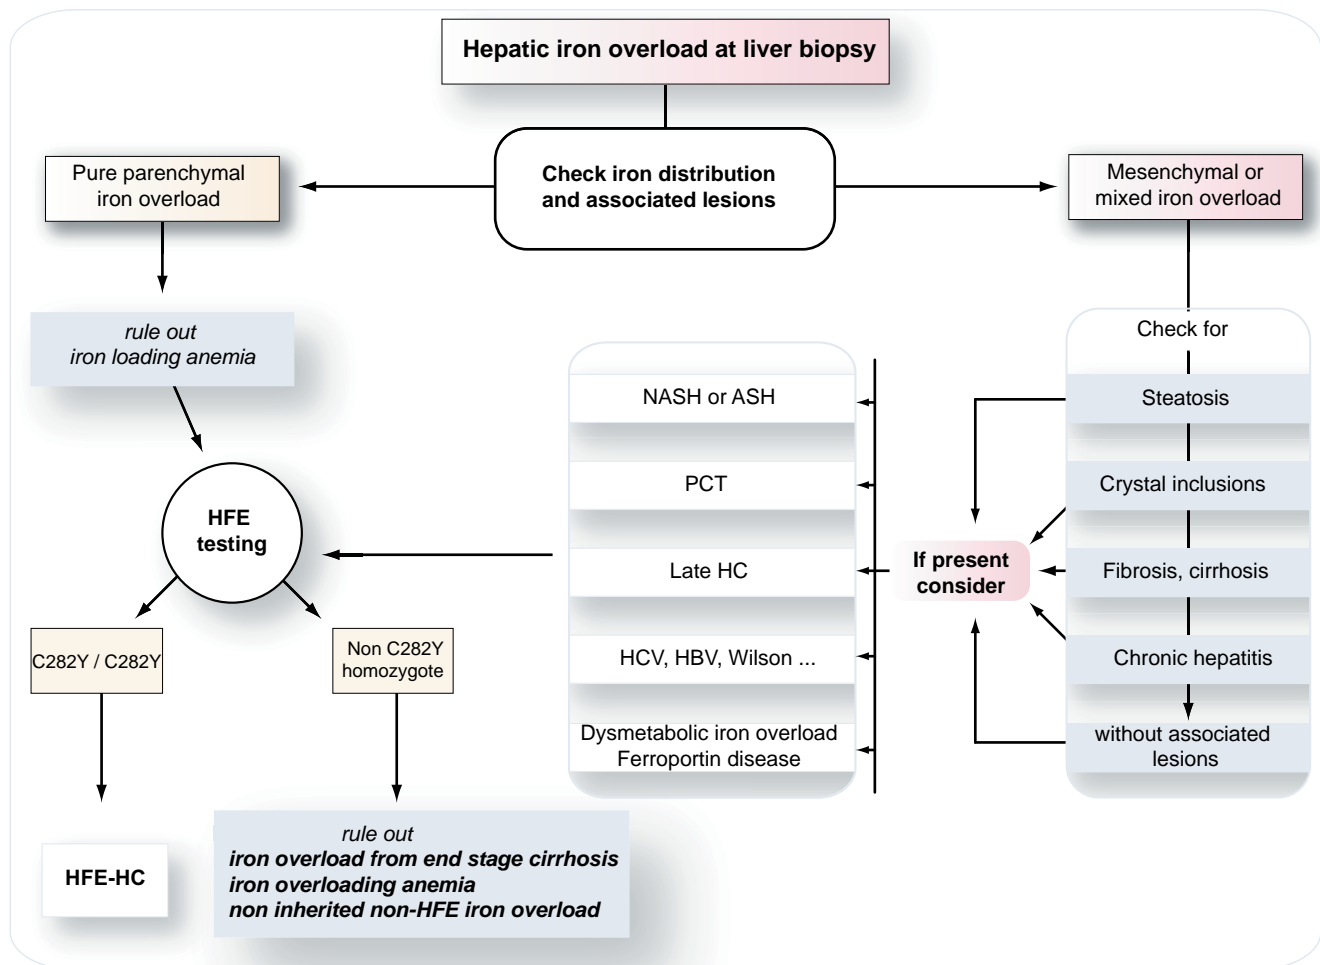 Hepatic iron overload at liver biopsy
Check iron distribution
and associated lesions
Pure parenchymal
iron overload
Mesenchymal or
mixed iron overload
rule out
iron loading anemia
HFE
testing
C282Y / C282Y
Non C282Y
homozygote
HFE-HC
rule out
iron overload from end stage cirrhosis
iron overloading anemia
non inherited non-HFE iron overload
NASH or ASH
PCT
Late HC
HCV, HBV, Wilson ...
Dysmetabolic iron overload
Ferroportin disease
If present
consider
Check for
Steatosis
Crystal inclusions
Fibrosis, cirrhosis
Chronic hepatitis
without associated
lesions